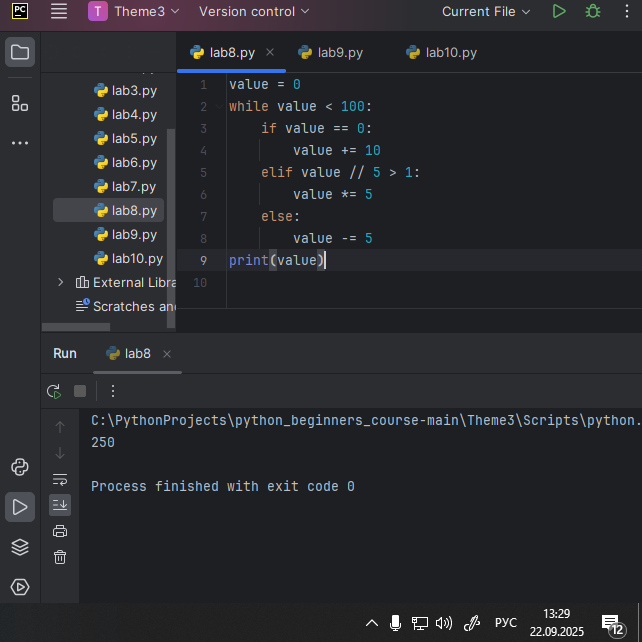 PC T Theme3 Version control Current File
lab8.py lab9.py lab10.py
lab3.py
lab4.py
lab5.py
lab6.py
lab7.py
lab8.py
lab9.py
lab10.py
External Libra
Scratches and
1 value = 0
2 while value < 100:
3 if value == 0:
4 value += 10
5 elif value // 5 > 1:
6 value *= 5
7 else:
8 value -= 5
9 print(value)
10
Run lab8
C:\PythonProjects\python_beginners_course-main\Theme3\Scripts\python.
250
Process finished with exit code 0
РУС
13:29
22.09.2025
12